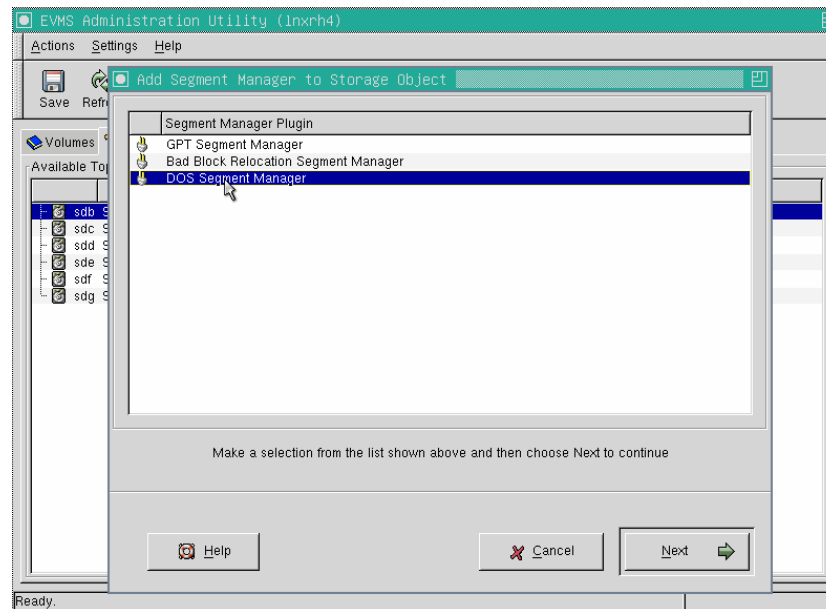 EVMS Administration Utility (lnxrh4)
Actions Settings Help
Add Segment Manager to Storage Object
Save
Segment Manager Plugin
Volumes
GPT Segment Manager
Bad Block Relocation Segment Manager
Available
DOS Segment Manager
sdb
sdc
sdd
sde
sdf
sdg
Make a selection from the list shown above and then choose Next to continue
Help Cancel Next
Ready.